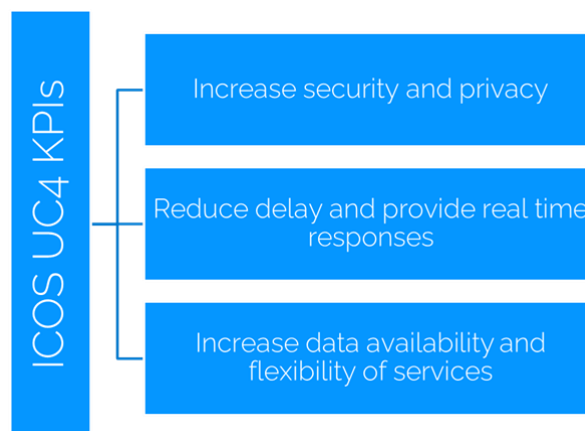 ICOS UC4 KPIs
Increase security and privacy
Reduce delay and provide real time
responses
Increase data availability and
flexibility of services